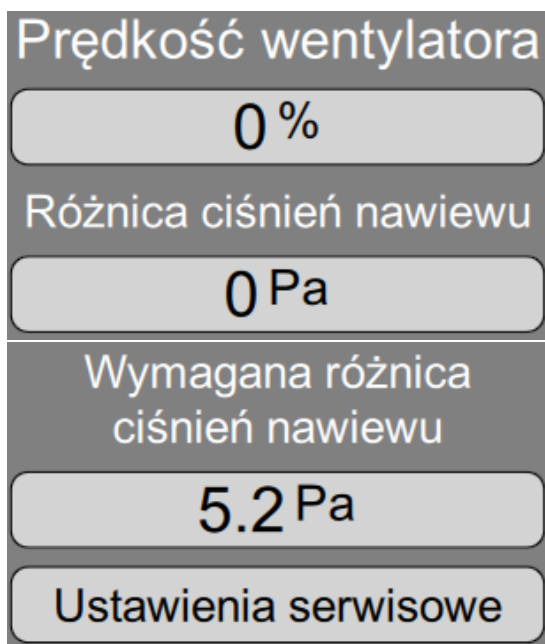 Prędkość wentylatora
0 %
Różnica ciśnień nawiewu
0 Pa
Wymagana różnica
ciśnień nawiewu
5.2 Pa
Ustawienia serwisowe